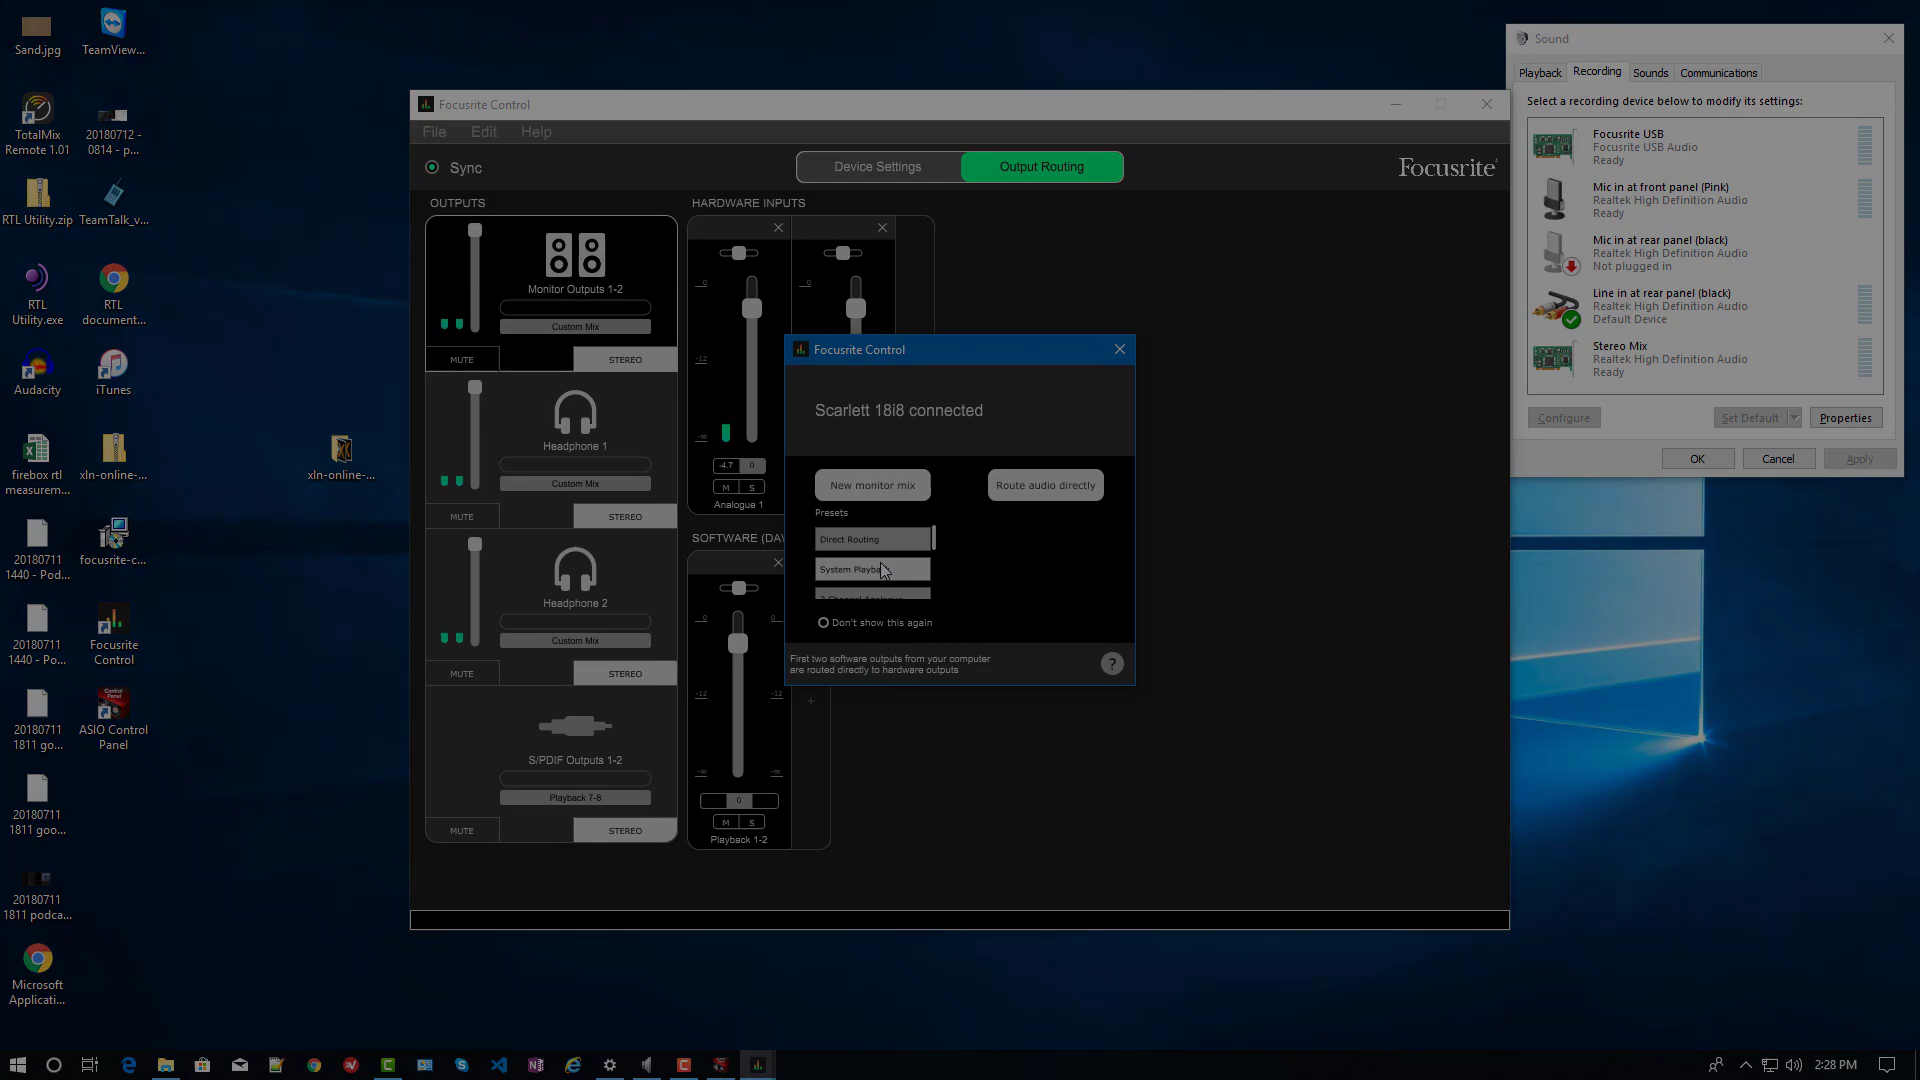 Sand.jpg
TeamView...
TotalMix
Remote 1.01
20180712 -
0814 - p...
RTL Utility.zip
TeamTalk_v...
RTL
Utility.exe
RTL
document...
Audacity
iTunes
firebox rtl
measurem...
xln-online-...
xln-online-...
20180711
1440 - Pod...
focusrite-c...
20180711
1440 - Po...
Focusrite
Control
20180711
1811 go...
Control
Panel
ASIO Control
Panel
20180711
1811 goo...
20180711
1811 podca...
Microsoft
Applicati...
Focusrite Control
File Edit Help
Sync
Device Settings
Output Routing
Focusrite
OUTPUTS
Monitor Outputs 1-2
Custom Mix
MUTE
STEREO
Headphone 1
Custom Mix
MUTE
STEREO
Headphone 2
Custom Mix
MUTE
STEREO
S/PDIF Outputs 1-2
Playback 7-8
MUTE
STEREO
HARDWARE INPUTS
0
-12
-∞
-4.7 0
M S
Analogue 1
0
SOFTWARE (DA
0 0
-12 -12
-∞ -∞
0
M S
Playback 1-2
+
Focusrite Control
Scarlett 18i8 connected
New monitor mix
Route audio directly
Presets
Direct Routing
System
Don't show this again
First two software outputs from your computer
are routed directly to hardware outputs
?
Sound
Playback Recording Sounds Communications
Select a recording device below to modify its settings:
Focusrite USB
Focusrite USB Audio
Ready
Mic in at front panel (Pink)
Realtek High Definition Audio
Ready
Mic in at rear panel (black)
Realtek High Definition Audio
Not plugged in
Line in at rear panel (black)
Realtek High Definition Audio
Default Device
Stereo Mix
Realtek High Definition Audio
Ready
Configure
Set Default
Properties
OK
Cancel
Apply
2:28 PM